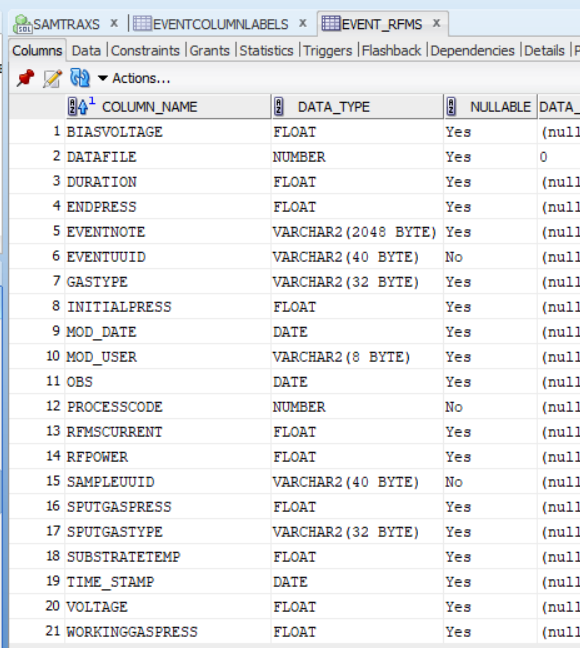 SAMTRAXS x EVENTCOLUMNLABELS x EVENT_RFMS x
Columns Data |Constraints |Grants |Statistics |Triggers |Flashback |Dependencies |Details |P
Actions...
1 COLUMN_NAME DATA_TYPE NULLABLE DATA_
1 BIASVOLTAGE FLOAT Yes (null
2 DATAFILE NUMBER Yes 0
3 DURATION FLOAT Yes (null
4 ENDPRESS FLOAT Yes (null
5 EVENTNOTE VARCHAR2(2048 BYTE) Yes (null
6 EVENTUUID VARCHAR2(40 BYTE) No (null
7 GASTYPE VARCHAR2(32 BYTE) Yes (null
8 INITIALPRESS FLOAT Yes (null
9 MOD_DATE DATE Yes (null
10 MOD_USER VARCHAR2(8 BYTE) Yes (null
11 OBS DATE Yes (null
12 PROCESSCODE NUMBER No (null
13 RFMSCURRENT FLOAT Yes (null
14 RFPOWER FLOAT Yes (null
15 SAMPLEUUID VARCHAR2(40 BYTE) No (null
16 SPUTGASPRESS FLOAT Yes (null
17 SPUTGASTYPE VARCHAR2(32 BYTE) Yes (null
18 SUBSTRATETEMP FLOAT Yes (null
19 TIME_STAMP DATE Yes (null
20 VOLTAGE FLOAT Yes (null
21 WORKINGGASPRESS FLOAT Yes (null